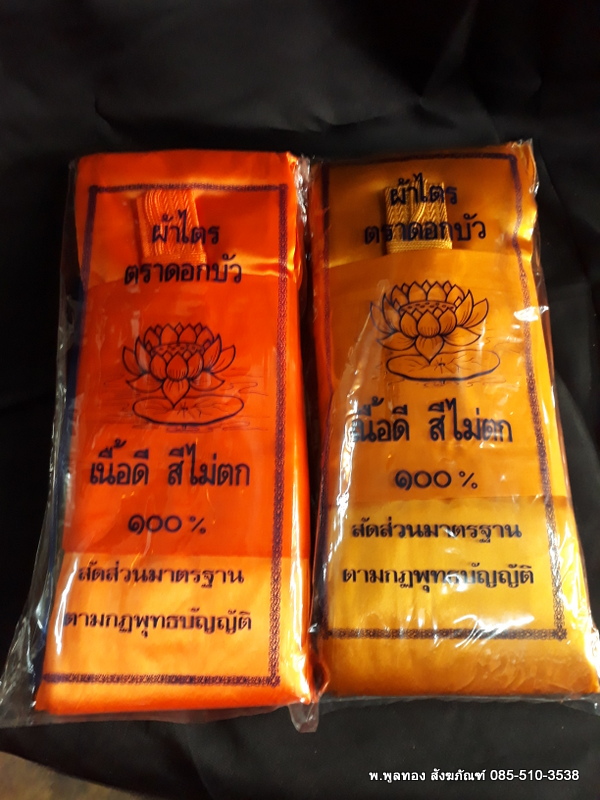 ผ้าไตร
ตราดอกบัว
เนื้อดี สีไม่ตก
๑๐๐ %
สัดส่วนมาตรฐาน
ตามกฎพุทธบัญญัติ
ผ้าไตร
ตราดอกบัว
เนื้อดี สีไม่ตก
๑๐๐ %
สัดส่วนมาตรฐาน
ตามกฎพุทธบัญญัติ
พ.พูลทอง สังฆภัณฑ์ 085-510-3538